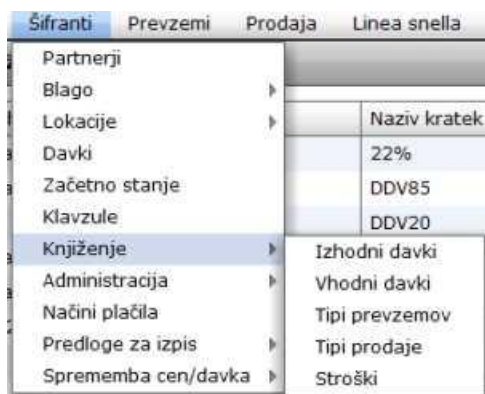 Šifranti Prevzemi Prodaja Linea snella
Partnerji
Blago
Lokacije
Naziv kratek
Davki
22%
Začetno stanje
DDV85
Klavzule
DDV20
Knjiženje
Izhodni davki
Administracija
Vhodni davki
Načini plačila
Tipi prevzemov
Predloge za izpis
Tipi prodaje
Sprememba cen/davka
Stroški